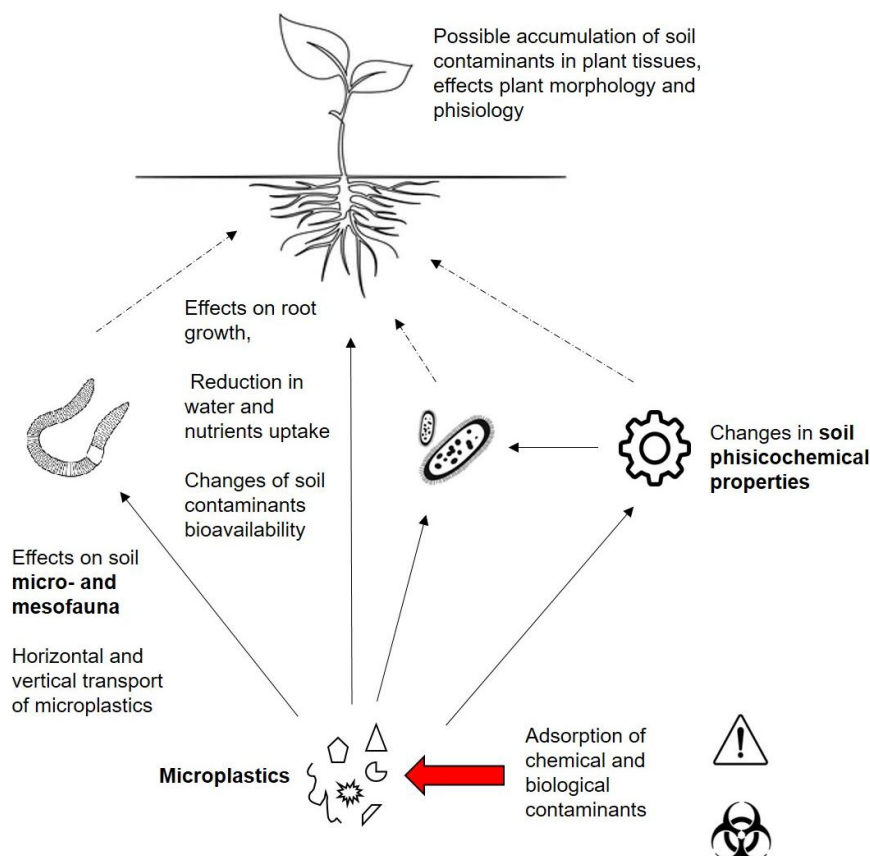 Possible accumulation of soil
contaminants in plant tissues,
effects plant morphology and
phisiology
Effects on root
growth,
Reduction in
water and
nutrients uptake
Changes of soil
contaminants
bioavailability
Changes in soil
phisicochemical
properties
Effects on soil
micro- and
mesofauna
Horizontal and
vertical transport
of microplastics
Microplastics
Adsorption of
chemical and
biological
contaminants